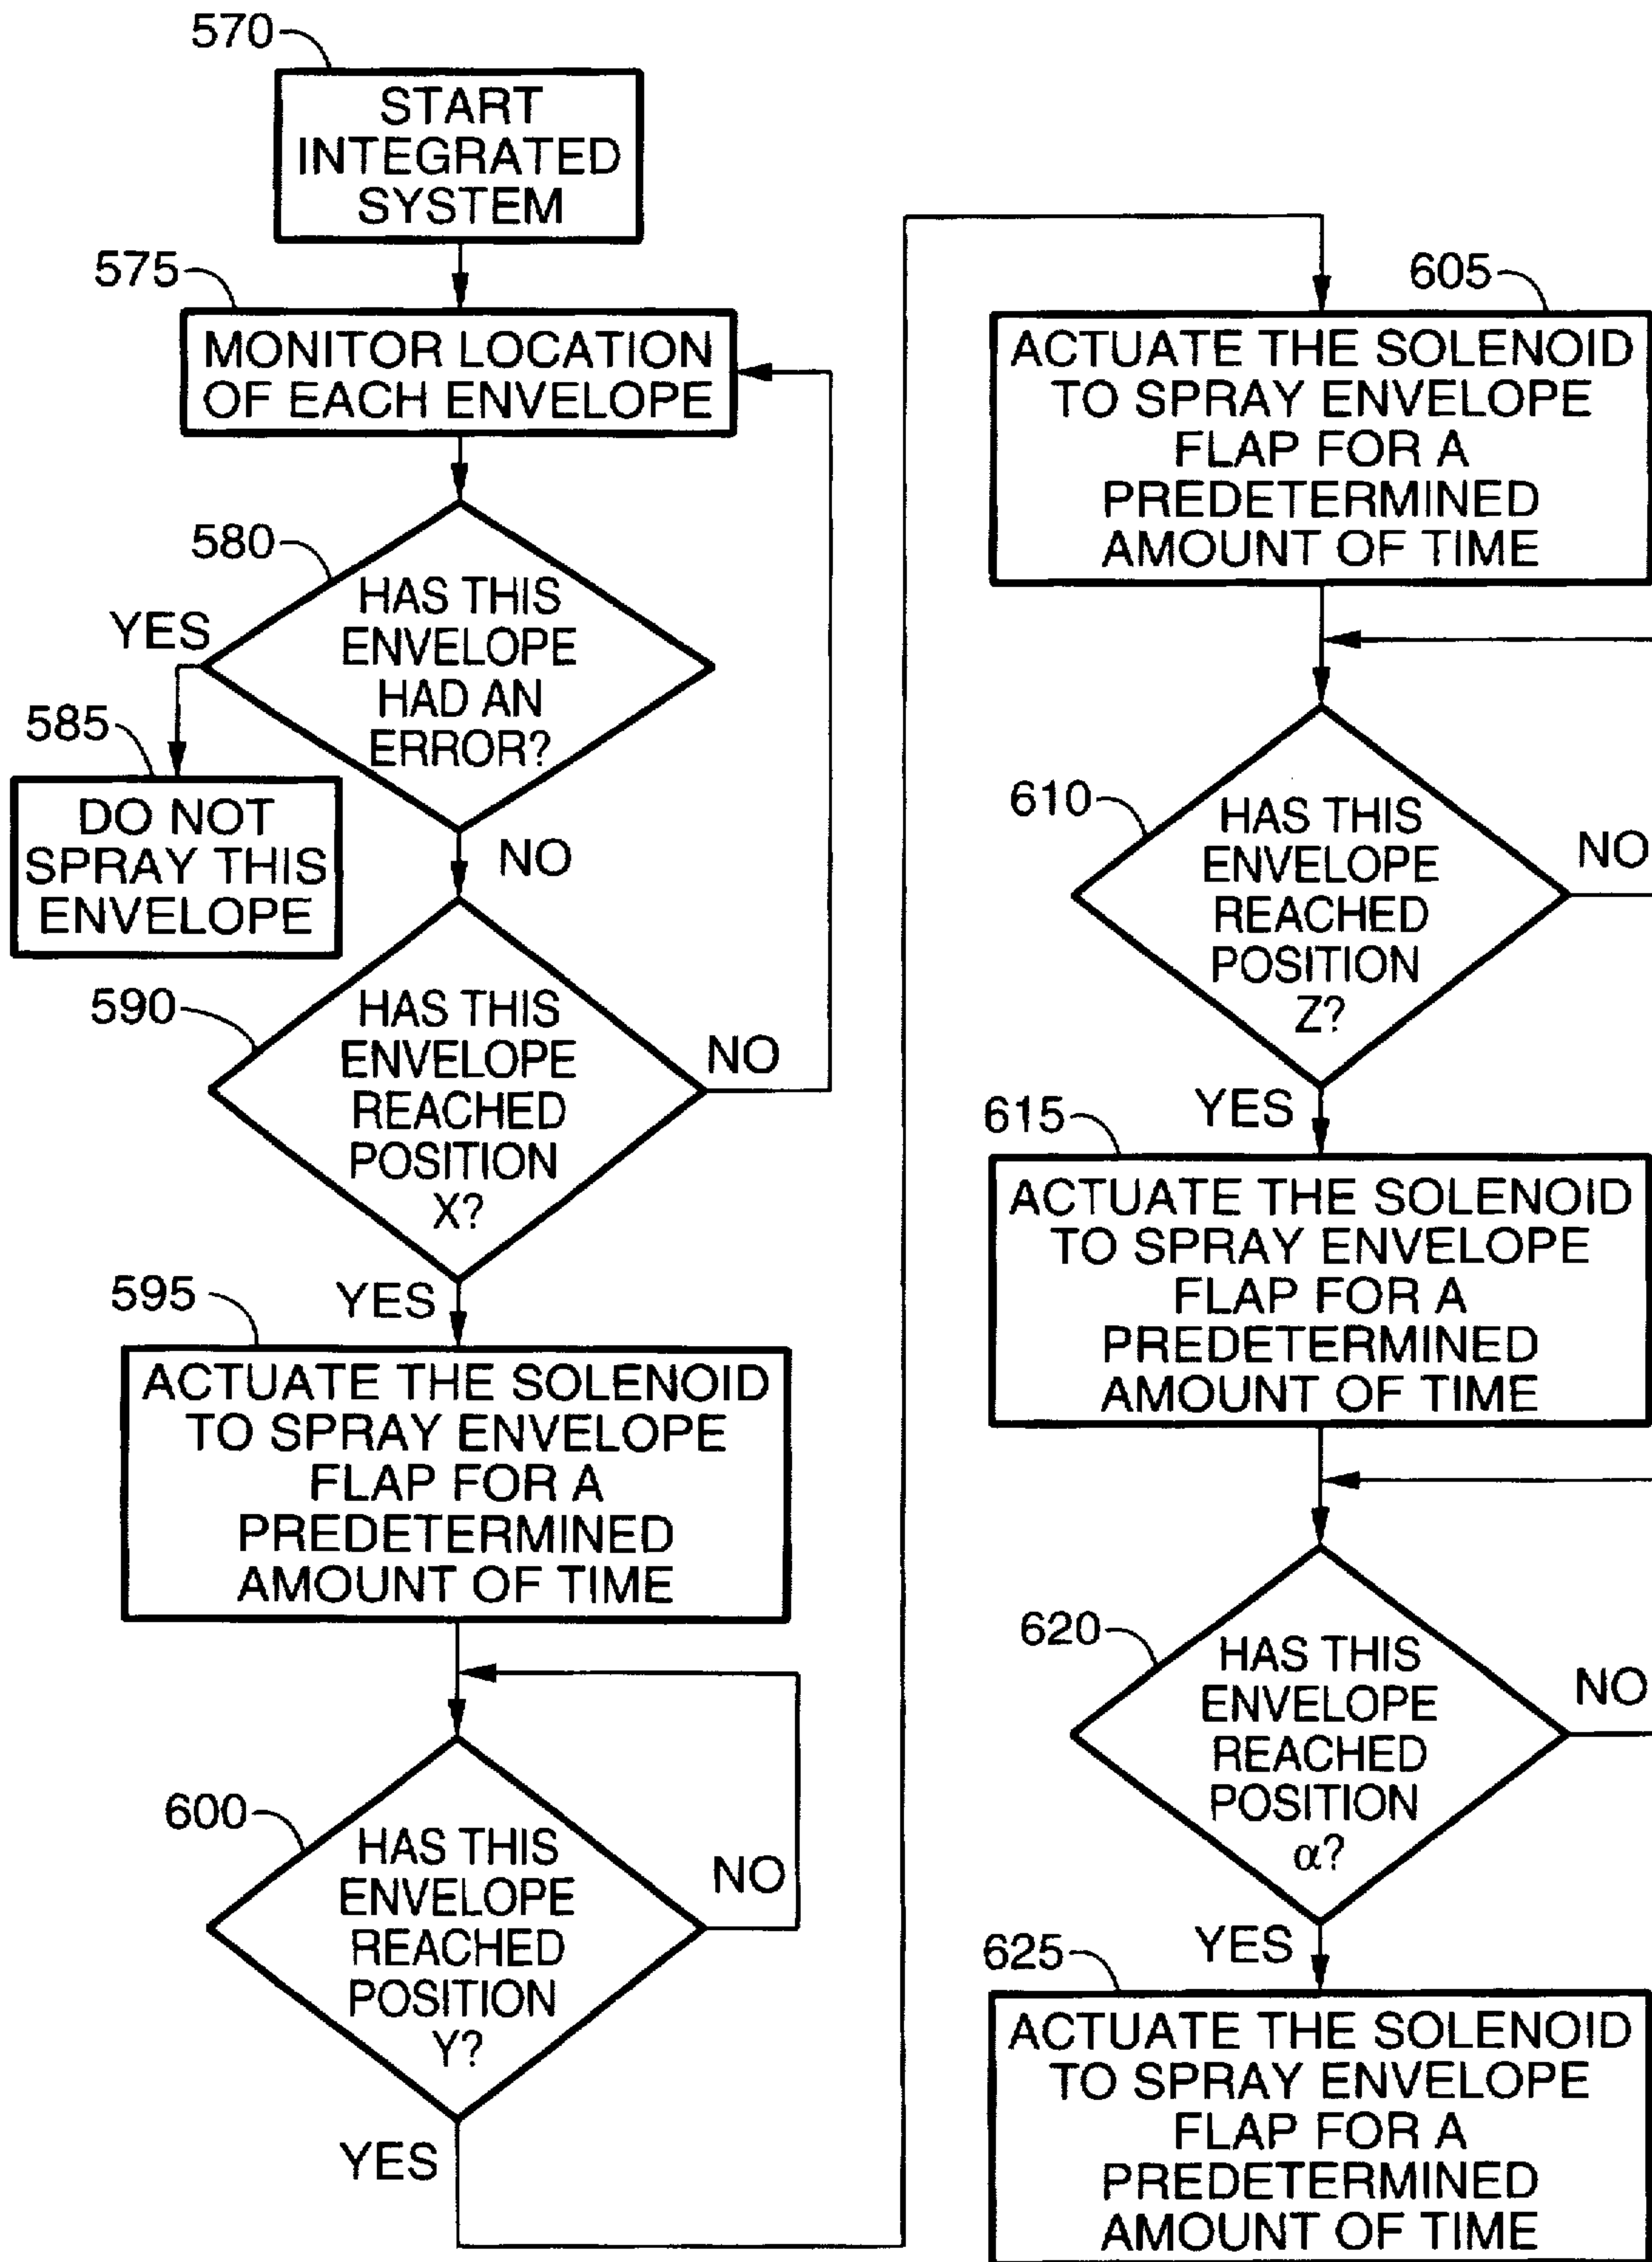 570
START
INTEGRATED
SYSTEM
575
MONITOR LOCATION
OF EACH ENVELOPE
580
HAS THIS
ENVELOPE
HAD AN
ERROR?
YES
585
DO NOT
SPRAY THIS
ENVELOPE
NO
590
HAS THIS
ENVELOPE
REACHED
POSITION
X?
NO
YES
595
ACTUATE THE SOLENOID
TO SPRAY ENVELOPE
FLAP FOR A
PREDETERMINED
AMOUNT OF TIME
600
HAS THIS
ENVELOPE
REACHED
POSITION
Y?
NO
YES
605
ACTUATE THE SOLENOID
TO SPRAY ENVELOPE
FLAP FOR A
PREDETERMINED
AMOUNT OF TIME
610
HAS THIS
ENVELOPE
REACHED
POSITION
Z?
NO
YES
615
ACTUATE THE SOLENOID
TO SPRAY ENVELOPE
FLAP FOR A
PREDETERMINED
AMOUNT OF TIME
620
HAS THIS
ENVELOPE
REACHED
POSITION
α?
NO
YES
625
ACTUATE THE SOLENOID
TO SPRAY ENVELOPE
FLAP FOR A
PREDETERMINED
AMOUNT OF TIME